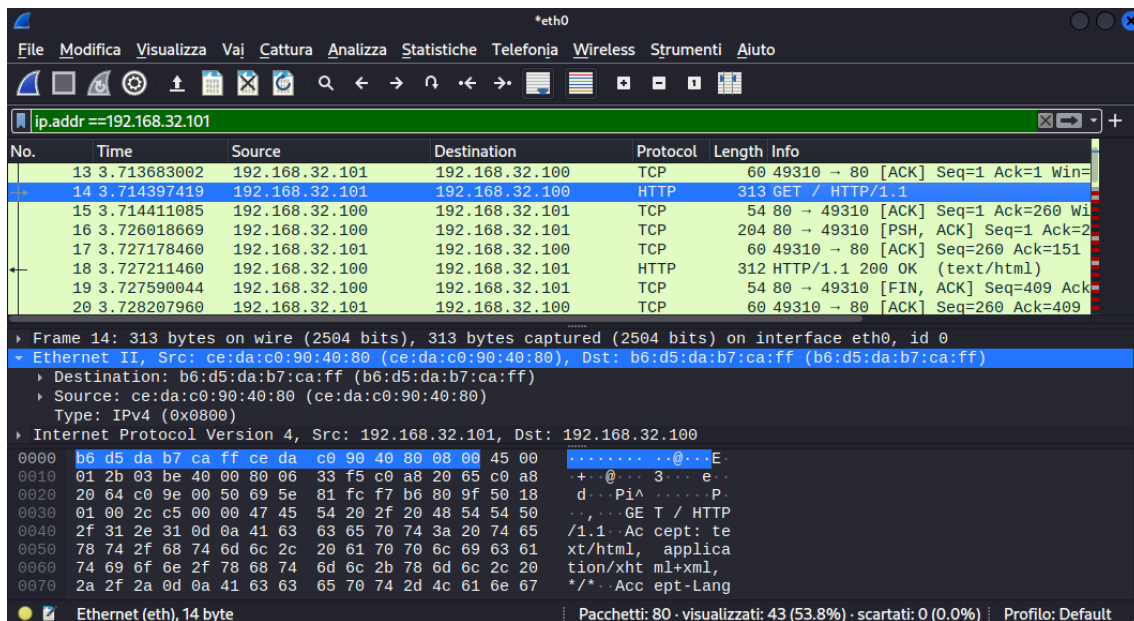 *eth0
File Modifica Visualizza Vai Cattura Analizza Statistiche Telefonia Wireless Strumenti Aiuto
ip.addr ==192.168.32.101
No. Time Source Destination Protocol Length Info
13 3.713683002 192.168.32.101 192.168.32.100 TCP 60 49310 → 80 [ACK] Seq=1 Ack=1 Win=
14 3.714397419 192.168.32.101 192.168.32.100 HTTP 313 GET / HTTP/1.1
15 3.714411085 192.168.32.100 192.168.32.101 TCP 54 80 → 49310 [ACK] Seq=1 Ack=260 Wi
16 3.726018669 192.168.32.100 192.168.32.101 TCP 204 80 → 49310 [PSH, ACK] Seq=1 Ack=2
17 3.727178460 192.168.32.101 192.168.32.100 TCP 60 49310 → 80 [ACK] Seq=260 Ack=151
18 3.727211460 192.168.32.100 192.168.32.101 HTTP 312 HTTP/1.1 200 OK (text/html)
19 3.727590044 192.168.32.100 192.168.32.101 TCP 54 80 → 49310 [FIN, ACK] Seq=409 Ack
20 3.728207960 192.168.32.101 192.168.32.100 TCP 60 49310 → 80 [ACK] Seq=260 Ack=409
Frame 14: 313 bytes on wire (2504 bits), 313 bytes captured (2504 bits) on interface eth0, id 0
Ethernet II, Src: ce:da:c0:90:40:80 (ce:da:c0:90:40:80), Dst: b6:d5:da:b7:ca:ff (b6:d5:da:b7:ca:ff)
Destination: b6:d5:da:b7:ca:ff (b6:d5:da:b7:ca:ff)
Source: ce:da:c0:90:40:80 (ce:da:c0:90:40:80)
Type: IPv4 (0x0800)
Internet Protocol Version 4, Src: 192.168.32.101, Dst: 192.168.32.100
0000 b6 d5 da b7 ca ff ce da c0 90 40 80 08 00 45 00 ········ ··@···E·
0010 01 2b 03 be 40 00 80 06 33 f5 c0 a8 20 65 c0 a8 ·+··@··· 3··· e··
0020 20 64 c0 9e 00 50 69 5e 81 fc f7 b6 80 9f 50 18 d···Pi^ ······P·
0030 01 00 2c c5 00 00 47 45 54 20 2f 20 48 54 54 50 ··,···GE T / HTTP
0040 2f 31 2e 31 0d 0a 41 63 63 65 70 74 3a 20 74 65 /1.1··Ac cept: te
0050 78 74 2f 68 74 6d 6c 2c 20 61 70 70 6c 69 63 61 xt/html, applica
0060 74 69 6f 6e 2f 78 68 74 6d 6c 2b 78 6d 6c 2c 20 tion/xht ml+xml,
0070 2a 2f 2a 0d 0a 41 63 63 65 70 74 2d 4c 61 6e 67 */*··Acc ept-Lang
Ethernet (eth), 14 byte Pacchetti: 80 · visualizzati: 43 (53.8%) · scartati: 0 (0.0%) Profilo: Default